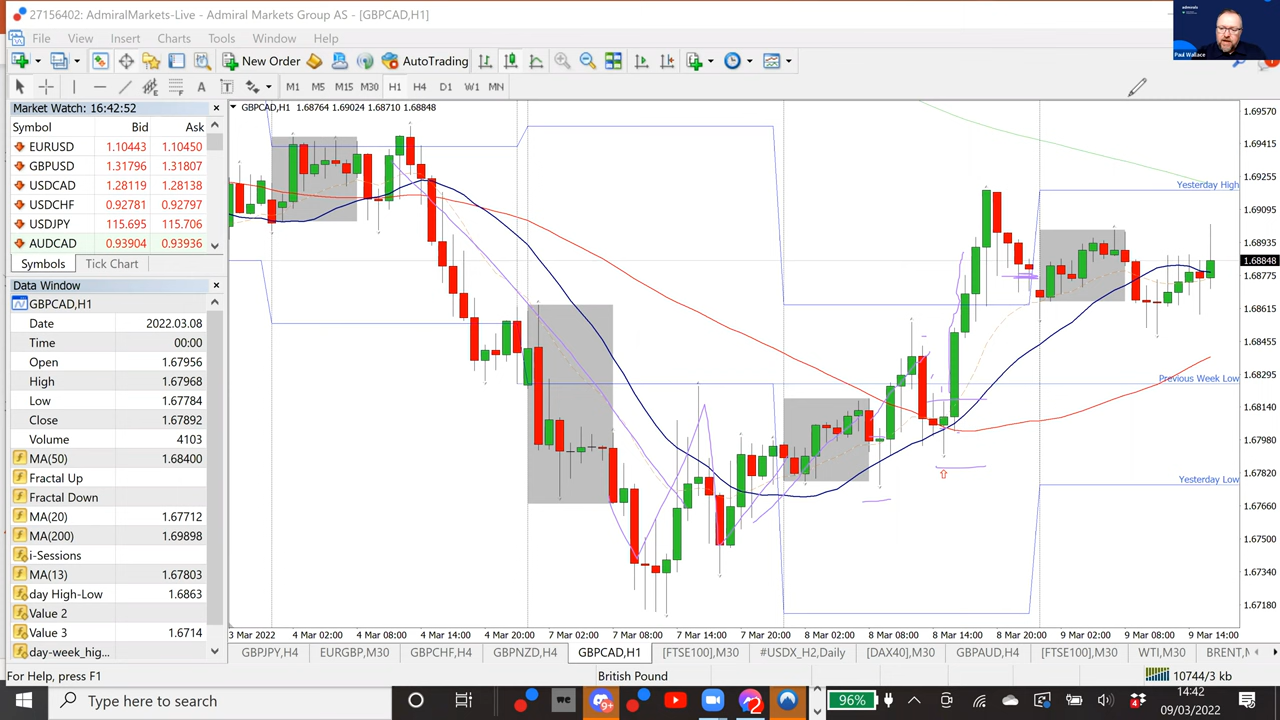 27156402: AdmiralMarkets-Live - Admiral Markets Group AS - [GBPCAD,H1]
admirals
Paul Wallace
File View Insert Charts Tools Window Help
New Order AutoTrading
A T M1 M5 M15 M30 H1 H4 D1 W1 MN
Market Watch: 16:42:52
Symbol Bid Ask
EURUSD 1.10443 1.10450
GBPUSD 1.31796 1.31807
USDCAD 1.28119 1.28138
USDCHF 0.92781 0.92797
USDJPY 115.695 115.706
AUDCAD 0.93904 0.93936
Symbols Tick Chart
Data Window
GBPCAD,H1
Date 2022.03.08
Time 00:00
Open 1.67956
High 1.67968
Low 1.67784
Close 1.67892
Volume 4103
MA(50) 1.68400
Fractal Up
Fractal Down
MA(20) 1.67712
MA(200) 1.69898
i-Sessions
MA(13) 1.67803
day High-Low 1.6863
Value 2
Value 3 1.6714
day-week_hig...
GBPCAD,H1 1.68764 1.69024 1.68710 1.68848
Yesterday High
Previous Week Low
Yesterday Low
1.69570
1.69415
1.69255
1.69095
1.68935
1.68848
1.68775
1.68615
1.68455
1.68295
1.68140
1.67980
1.67820
1.67660
1.67500
1.67340
1.67180
3 Mar 2022 4 Mar 02:00 4 Mar 08:00 4 Mar 20:00 7 Mar 02:00 7 Mar 08:00 7 Mar 14:00 7 Mar 20:00 8 Mar 02:00 8 Mar 08:00 8 Mar 14:00 8 Mar 20:00 9 Mar 02:00 9 Mar 08:00 9 Mar 14:00
GBPJPY,H4 EURGBP,M30 GBPCHF,H4 GBPNZD,H4 GBPCAD,H1 [FTSE100],M30 #USDX_H2,Daily [DAX40],M30 GBPAUD,H4 [FTSE100],M30 WTI,M30 BRENT,M
For Help, press F1 British Pound 10744/3 kb
Type here to search
we
9+
2
96%
4
14:42
09/03/2022